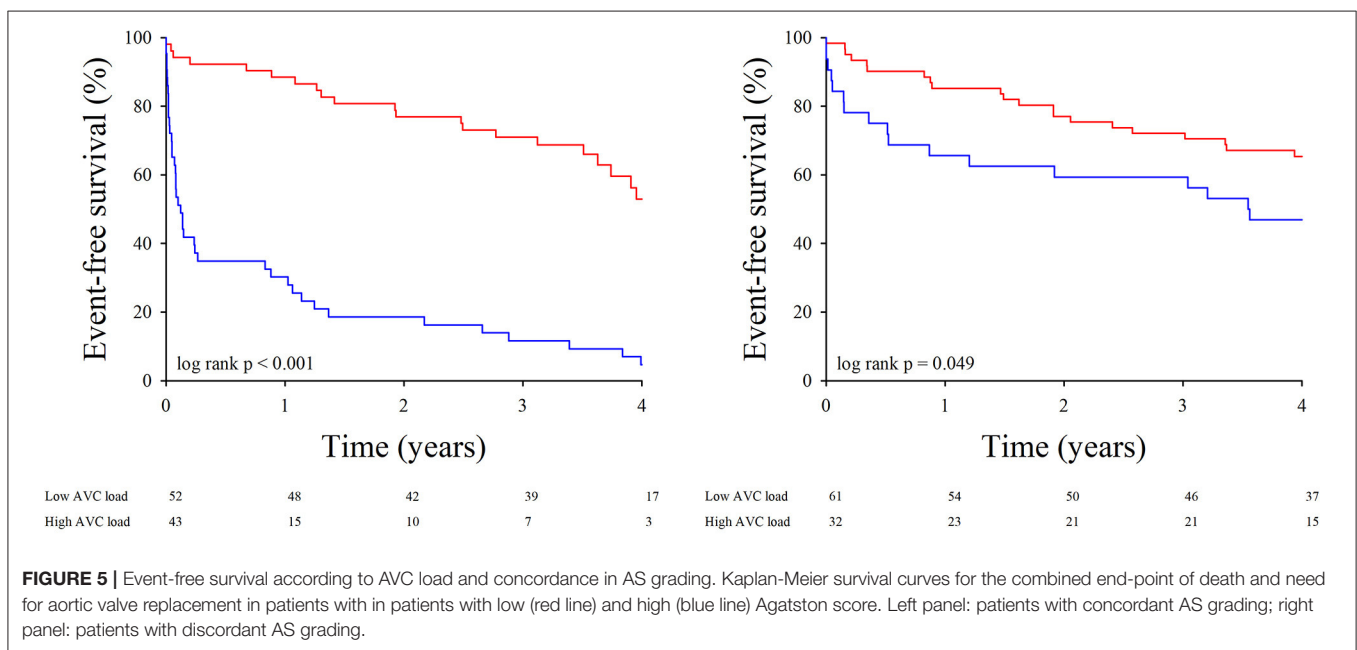 Event-free survival (%)
100
80
60
40
20
0
log rank p < 0.001
0 1 2 3 4
Time (years)
Low AVC load 52 48 42 39 17
High AVC load 43 15 10 7 3
Event-free survival (%)
100
80
60
40
20
0
log rank p = 0.049
0 1 2 3 4
Time (years)
Low AVC load 61 54 50 46 37
High AVC load 32 23 21 21 15
FIGURE 5 | Event-free survival according to AVC load and concordance in AS grading. Kaplan-Meier survival curves for the combined end-point of death and need
for aortic valve replacement in patients with in patients with low (red line) and high (blue line) Agatston score. Left panel: patients with concordant AS grading; right
panel: patients with discordant AS grading.